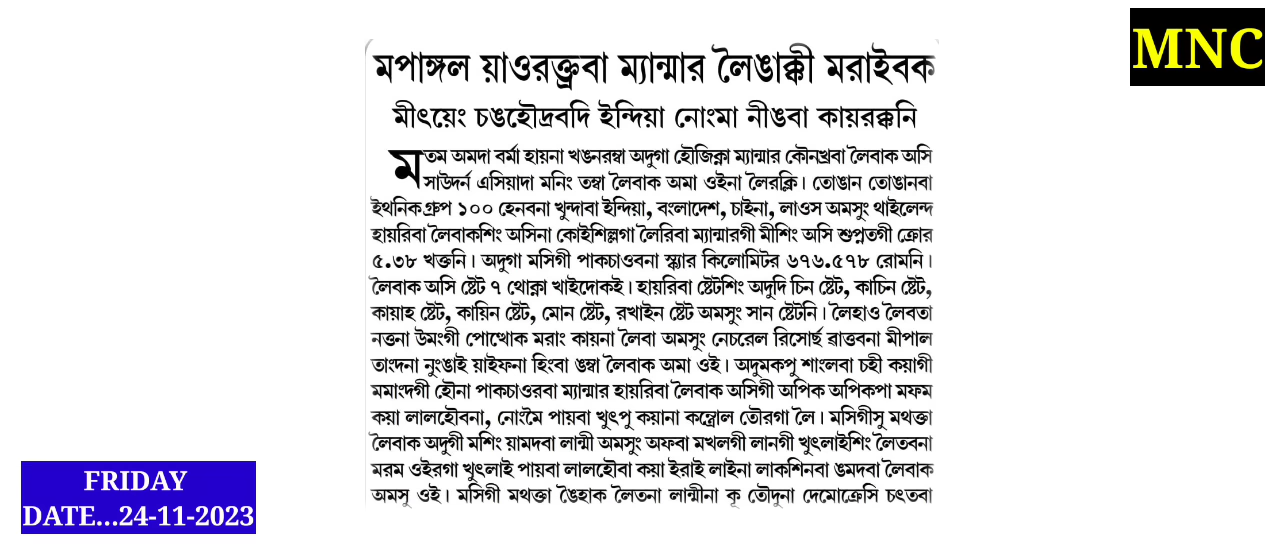 MNC
মপাঙ্গল য়াওরক্ত্রবা ম্যান্মার লৈঙাক্কী মরাইবক
মীৎয়েং চঙহৌদ্রবদি ইন্দিয়া নোংমা নীঙবা কায়রক্কনি
মতম অমদা বর্মা হায়না খঙনরম্বা অদুগা হৌজিক্না ম্যান্মার কৌনখ্রবা লৈবাক অসি
সাউদর্ন এসিয়াদা মনিং তম্বা লৈবাক অমা ওইনা লৈরক্লি। তোঙান তোঙানবা
ইথনিক গ্রুপ ১০০ হেনবনা খুন্দাবা ইন্দিয়া, বংলাদেশ, চাইনা, লাওস অমসুং থাইলেন্দ
হায়রিবা লৈবাকশিং অসিনা কোইশিল্লগা লৈরিবা ম্যান্মারগী মীশিং অসি শুপ্নতগী ক্রোর
৫.৩৮ খক্তনি। অদুগা মসিগী পাকচাওবনা স্ক্যার কিলোমিটর ৬৭৬.৫৭৮ রোমনি।
লৈবাক অসি ষ্টেট ৭ থোক্না খাইদোকই। হায়রিবা ষ্টেটশিং অদুদি চিন ষ্টেট, কাচিন ষ্টেট,
কায়াহ ষ্টেট, কায়িন ষ্টেট, মোন ষ্টেট, রখাইন ষ্টেট অমসুং সান ষ্টেটনি। লৈহাও লৈবতা
নত্তনা উমংগী পোত্থোক মরাং কায়না লৈবা অমসুং নেচরেল রিসোর্ছ ৱাত্তবনা মীপাল
তাংদনা নুংঙাই য়াইফনা হিংবা ঙম্বা লৈবাক অমা ওই। অদুমকপু শাংলবা চহী কয়াগী
মমাংদগী হৌনা পাকচাওরবা ম্যান্মার হায়রিবা লৈবাক অসিগী অপিক অপিকপা মফম
কয়া লালহৌবনা, নোংমৈ পায়বা খুৎপু কয়ানা কন্ত্রোল তৌরগা লৈ। মসিগীসু মথক্তা
লৈবাক অদুগী মশিং য়ামদবা লান্মী অমসুং অফবা মখলগী লানগী খুৎলাইশিং লৈতবনা
মরম ওইরগা খুৎলাই পায়বা লালহৌবা কয়া ইরাই লাইনা লাকশিনবা ঙমদবা লৈবাক
অমসু ওই। মসিগী মথক্তা ঙৈহাক লৈতনা লান্মীনা কূ তৌদুনা দেমোক্রেসি চৎতবা
FRIDAY
DATE...24-11-2023